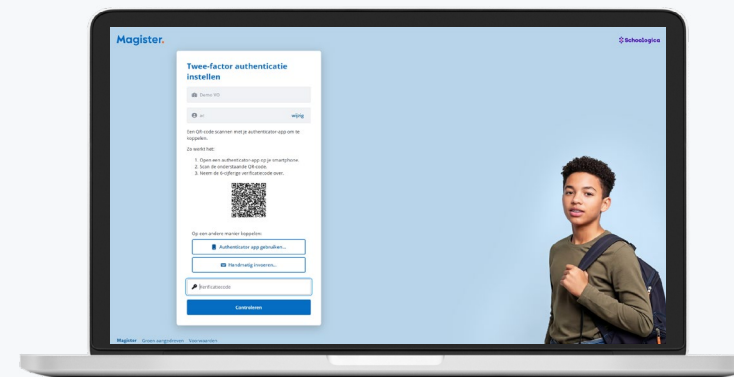 Magister.
Schoologica
Twee-factor authenticatie
instellen
Demo VO
wijzig
Een QR-code scannen met je authenticator-app om te
koppelen.
Zo werkt het:
1. Open een authenticator-app op je smartphone.
2. Scan de onderstaande QR-code.
3. Neem de 6-cijferige verificatiecode over.
Op een andere manier koppelen:
Authenticator app gebruiken...
Handmatig invoeren...
Verificatiecode
Controleren
Magister
Voorwaarden